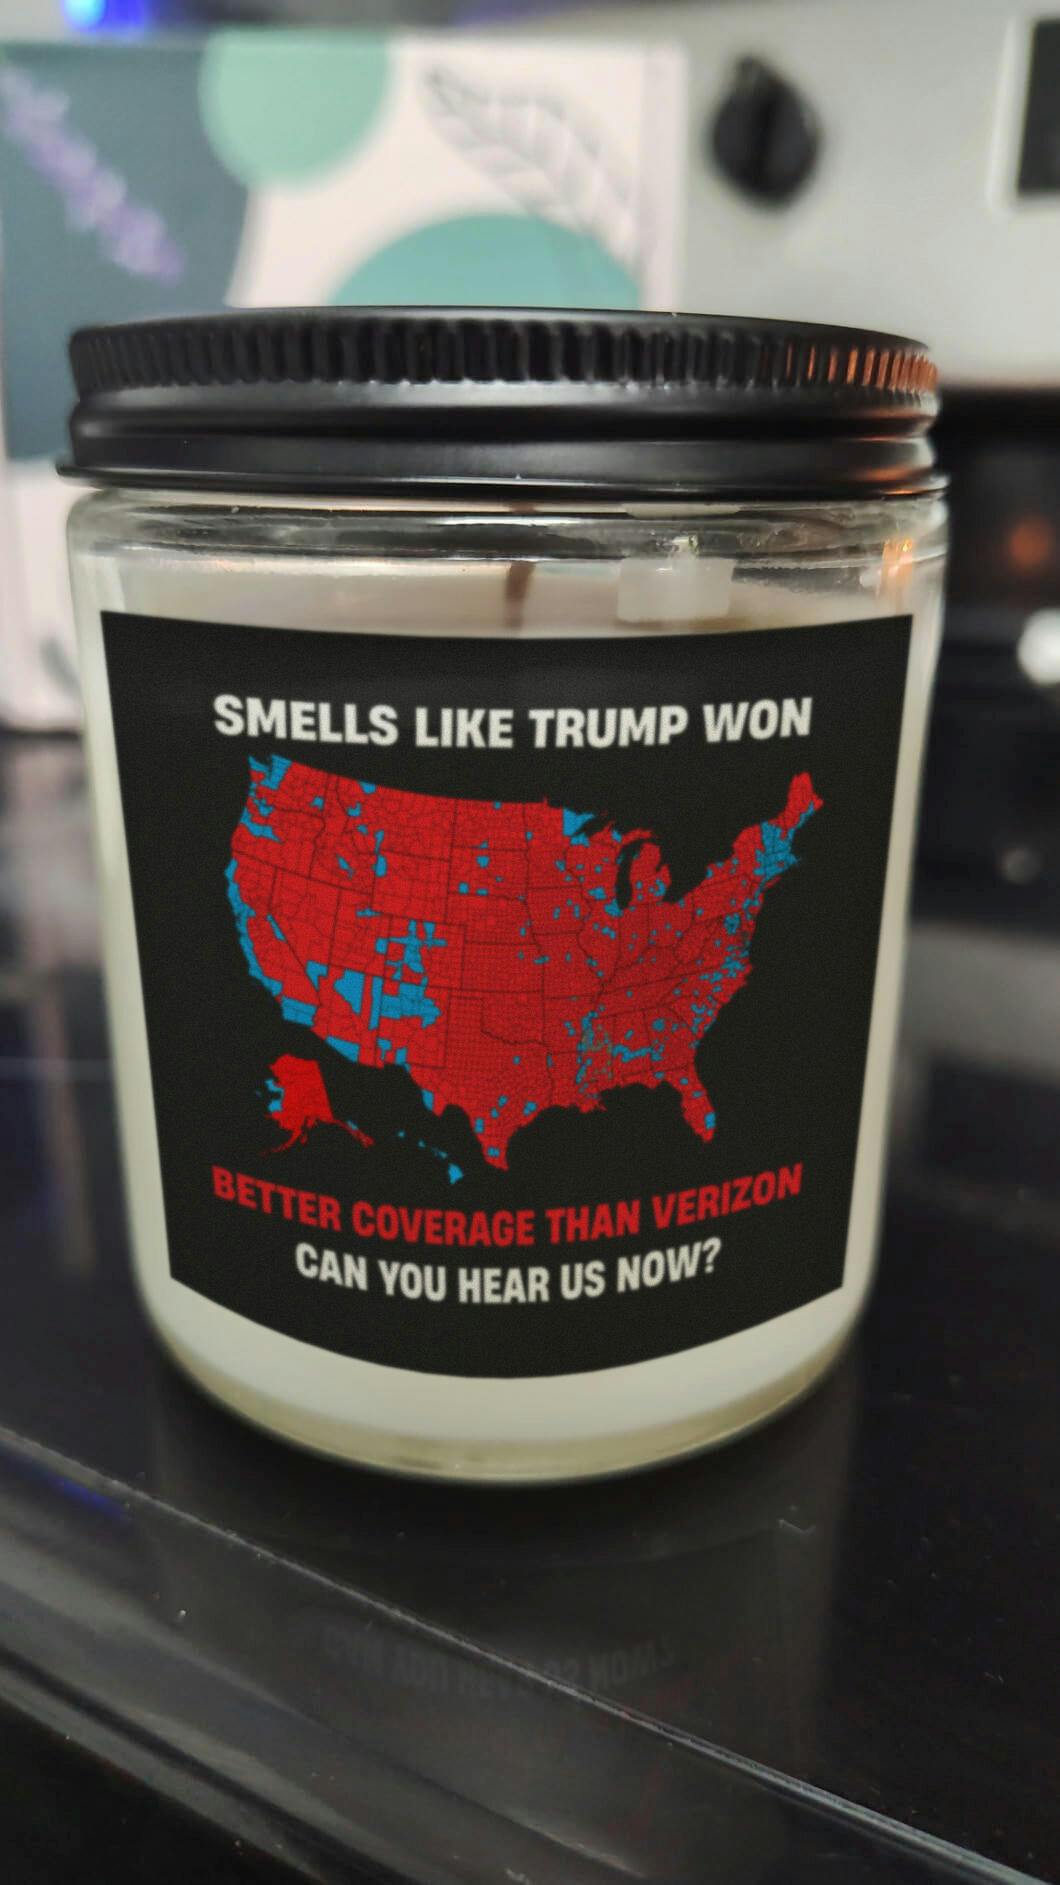 SMELLS LIKE TRUMP WON
BETTER COVERAGE THAN VERIZON
CAN YOU HEAR US NOW?